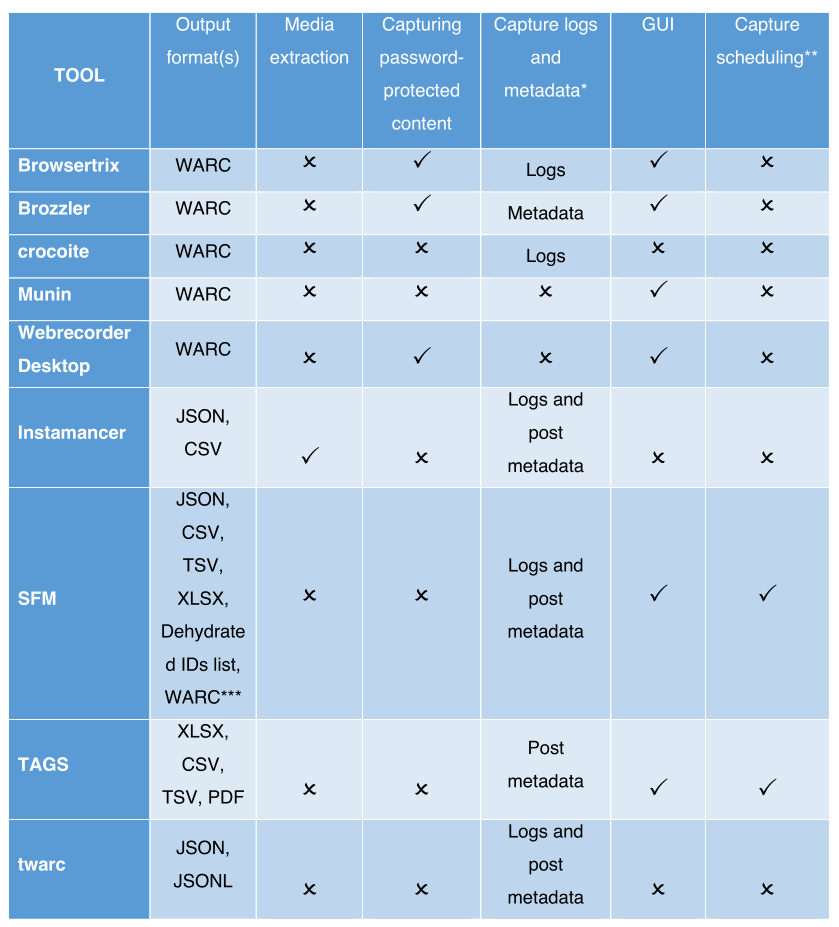 TOOL
Output format(s)
Media extraction
Capturing password-protected content
Capture logs and metadata*
GUI
Capture scheduling**
Browsertrix
WARC
✗
✓
Logs
✓
✗
Brozzler
WARC
✗
✓
Metadata
✓
✗
crocoite
WARC
✗
✗
Logs
✗
✗
Munin
WARC
✗
✗
✗
✓
✗
Webrecorder
Desktop
WARC
✗
✓
✗
✓
✗
Instamancer
JSON,
CSV
✓
✗
Logs and
post
metadata
✗
✗
SFM
JSON,
CSV,
TSV,
XLSX,
Dehydrate
d IDs list,
WARC***
✗
✗
Logs and
post
metadata
✓
✓
TAGS
XLSX,
CSV,
TSV, PDF
✗
✗
Post
metadata
✓
✓
twarc
JSON,
JSONL
✗
✗
Logs and
post
metadata
✗
✗